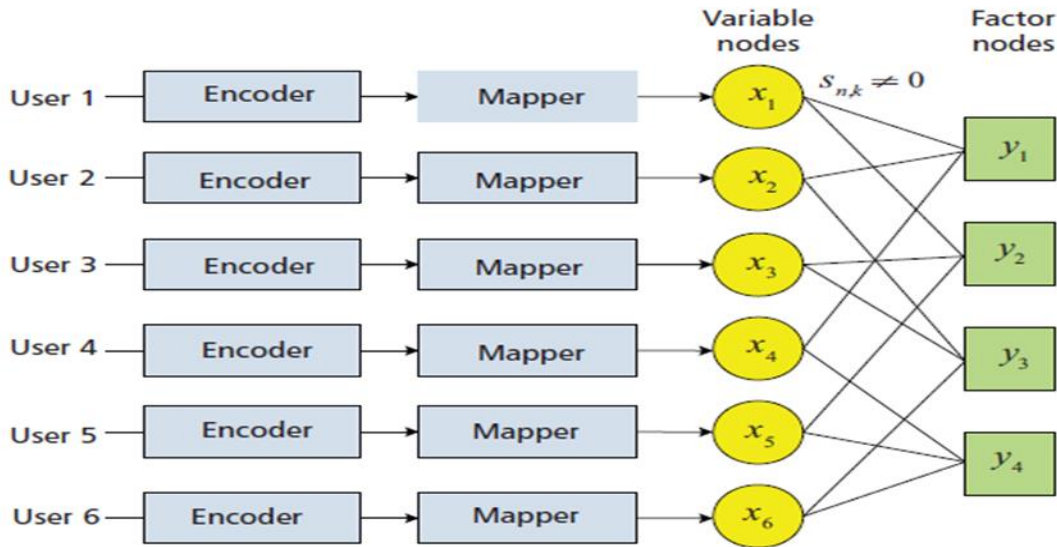 Variable nodes
Factor nodes
User 1 Encoder Mapper x₁ sₙ,ₖ ≠ 0
y₁
User 2 Encoder Mapper x₂
y₂
User 3 Encoder Mapper x₃
User 4 Encoder Mapper x₄
y₃
User 5 Encoder Mapper x₅
y₄
User 6 Encoder Mapper x₆